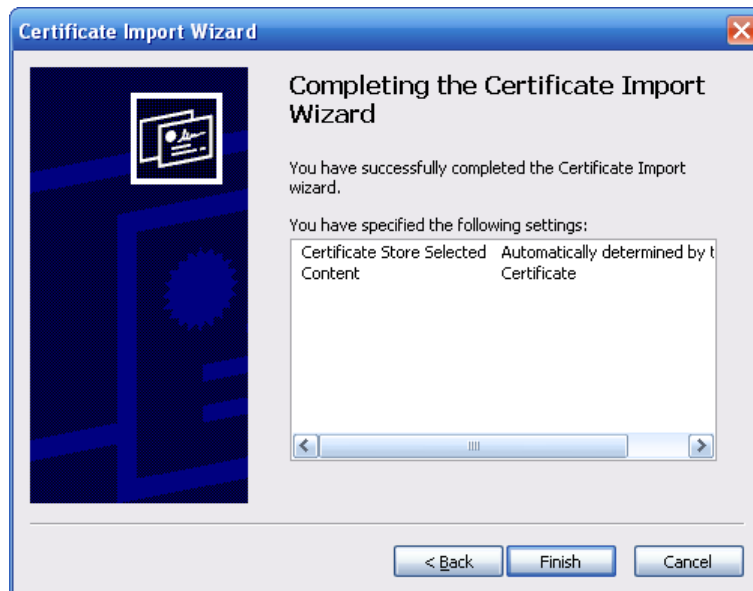 Certificate Import Wizard
Completing the Certificate Import
Wizard
You have successfully completed the Certificate Import
wizard.
You have specified the following settings:
Certificate Store Selected Automatically determined by t
Content Certificate
< Back Finish Cancel